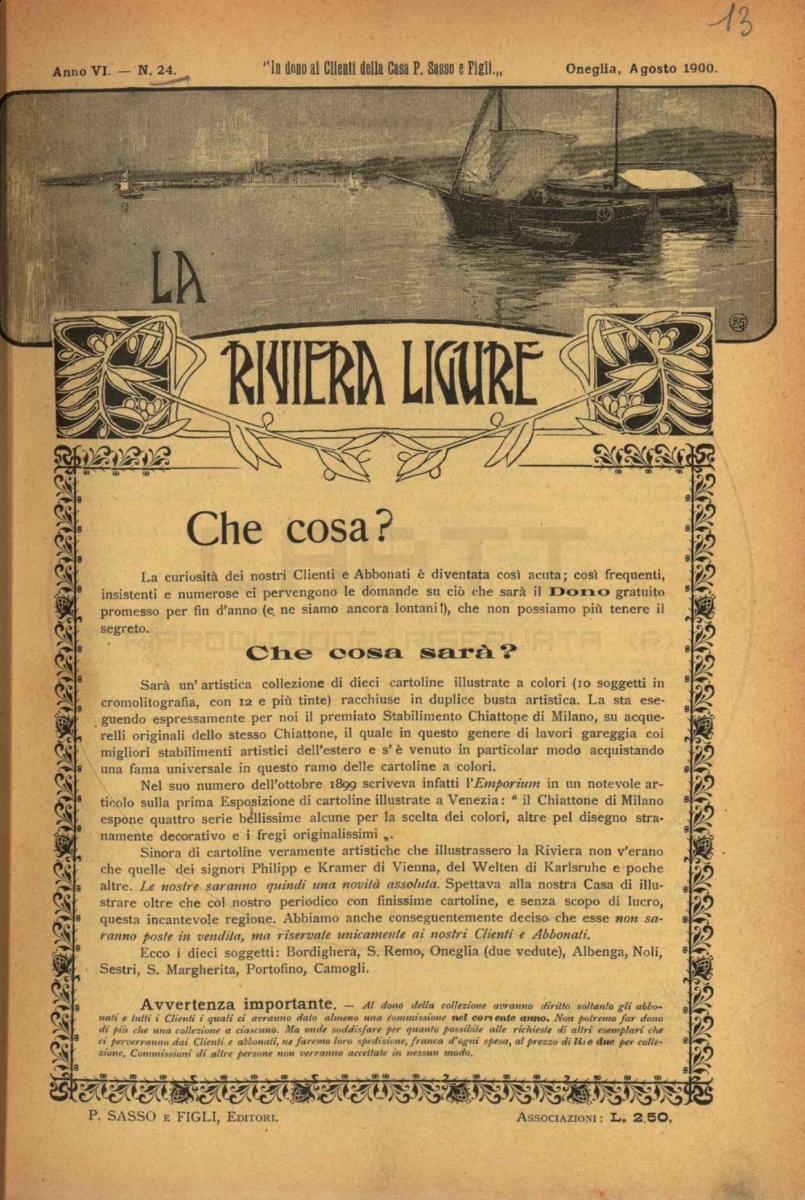 13
Anno VI. — N. 24.
"In dono ai Clienti della Casa P. Sasso e Figli.„
Oneglia, Agosto 1900.
LA
RIVIERA LIGURE
Che cosa?
La curiosità dei nostri Clienti e Abbonati è diventata così acuta; così frequenti,
insistenti e numerose ci pervengono le domande su ciò che sarà il Dono gratuito
promesso per fin d'anno (e ne siamo ancora lontani!), che non possiamo più tenere il
segreto.
Che cosa sarà?
Sarà un'artistica collezione di dieci cartoline illustrate a colori (10 soggetti in
cromolitografia, con 12 e più tinte) racchiuse in duplice busta artistica. La sta ese-
guendo espressamente per noi il premiato Stabilimento Chiattone di Milano, su acque-
relli originali dello stesso Chiattone, il quale in questo genere di lavori gareggia coi
migliori stabilimenti artistici dell'estero e s'è venuto in particolar modo acquistando
una fama universale in questo ramo delle cartoline a colori.
Nel suo numero dell'ottobre 1899 scriveva infatti l'Emporium in un notevole ar-
ticolo sulla prima Esposizione di cartoline illustrate a Venezia: " il Chiattone di Milano
espone quattro serie bellissime alcune per la scelta dei colori, altre pel disegno stra-
namente decorativo e i fregi originalissimi „.
Sinora di cartoline veramente artistiche che illustrassero la Riviera non v'erano
che quelle dei signori Philipp e Kramer di Vienna, del Welten di Karlsruhe e poche
altre. Le nostre saranno quindi una novità assoluta. Spettava alla nostra Casa di illu-
strare oltre che col nostro periodico con finissime cartoline, e senza scopo di lucro,
questa incantevole regione. Abbiamo anche conseguentemente deciso che esse non sa-
ranno poste in vendita, ma riservate unicamente ai nostri Clienti e Abbonati.
Ecco i dieci soggetti: Bordighera, S. Remo, Oneglia (due vedute), Albenga, Noli,
Sestri, S. Margherita, Portofino, Camogli.
Avvertenza importante. — Al dono della collezione avranno diritto soltanto gli abbo-
nati e tutti i Clienti i quali ci avranno dato almeno una commissione nel corrente anno. Non potremo far dono
di più che una collezione a ciascuno. Ma onde soddisfare per quanto possibile alle richieste di altri esemplari che
ci perverranno dai Clienti e abbonati, ne faremo loro spedizione, franca d'ogni spesa, al prezzo di lire due per colle-
zione. Commissioni di altre persone non verranno accettate in nessun modo.
P. SASSO E FIGLI, EDITORI.
ASSOCIAZIONI: L. 2.50.